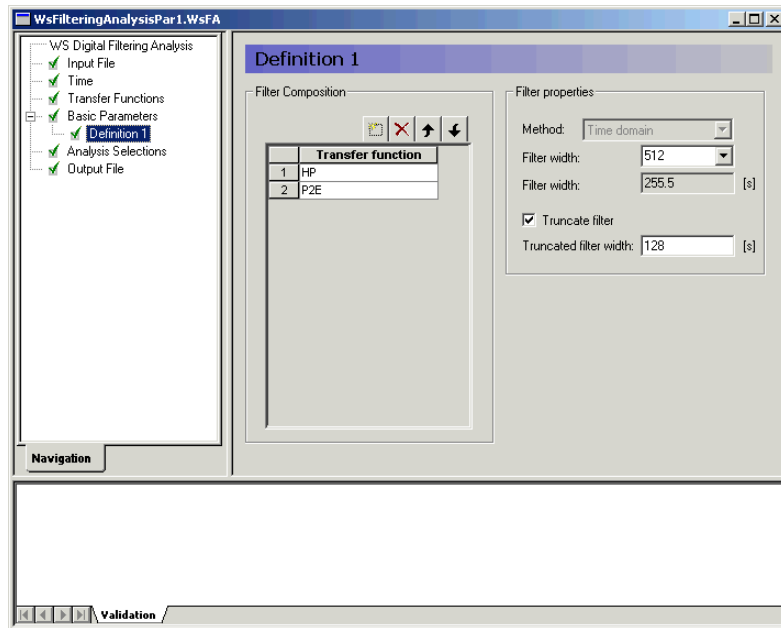 WsFilteringAnalysisPar1.WsFA
WS Digital Filtering Analysis
Input File
Time
Transfer Functions
Basic Parameters
Definition 1
Analysis Selections
Output File
Navigation
Definition 1
Filter Composition
Transfer function
1 HP
2 P2E
Filter properties
Method: Time domain
Filter width: 512
Filter width: 255.5 [s]
Truncate filter
Truncated filter width: 128 [s]
Validation